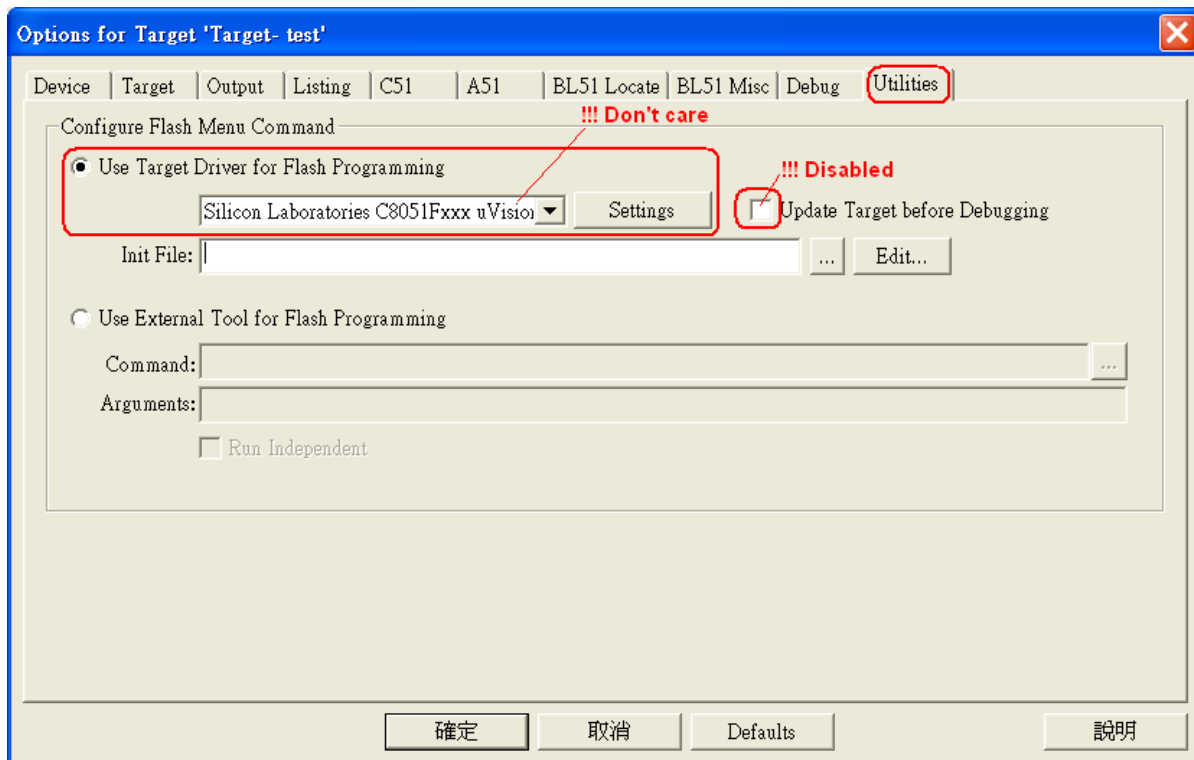 Options for Target 'Target- test'
Device Target Output Listing C51 A51 BL51 Locate BL51 Misc Debug Utilities
!!! Don't care
Configure Flash Menu Command
Use Target Driver for Flash Programming
!!! Disabled
Silicon Laboratories C8051Fxxx uVision Settings Update Target before Debugging
Init File: ... Edit...
Use External Tool for Flash Programming
Command: ...
Arguments:
Run Independent
確定 取消 Defaults 說明